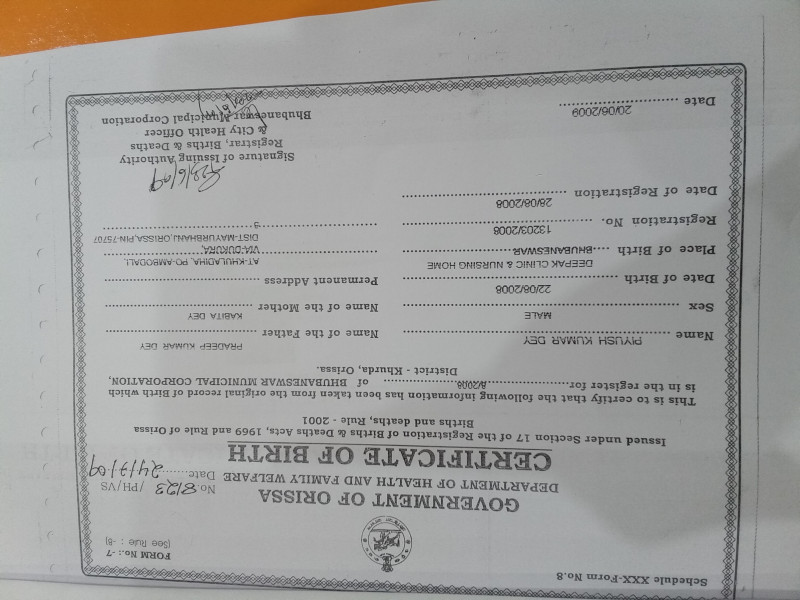 Schedule XXX-Form No.8
FORM No.:-7
(See Rule : -8)
GOVERNMENT OF ORISSA
DEPARTMENT OF HEALTH AND FAMILY WELFARE
No. 8123 /PH/VS Date 24/7/09
CERTIFICATE OF BIRTH
Issued under Section 17 of the Registration of Births & Deaths Acts, 1969 and Rule of Orissa
Births and deaths, Rule - 2001
This is to certify that the following information has been taken from the original record of Birth which
is in the register for 8/2008 of BHUBANESWAR MUNICIPAL CORPORATION,
District - Khurda, Orissa.
Name PIYUSH KUMAR DEY Name of the Father PRADEEP KUMAR DEY
Sex MALE Name of the Mother KABITA DEY
Date of Birth 22/06/2008 Permanent Address
DEEPAK CLINIC & NURSING HOME AT-KHULADIHA, PO-AMBODALI,
Place of Birth BHUBANESWAR VIA-DUKURA,
Registration No. 13203/2008 DIST-MAYURBHANJ,ORISSA,PIN-75707
3
Date of Registration 28/08/2008
Signature of Issuing Authority
Registrar, Births & Deaths
& City Health Officer
Bhubaneswar Municipal Corporation
Date 20/06/2009